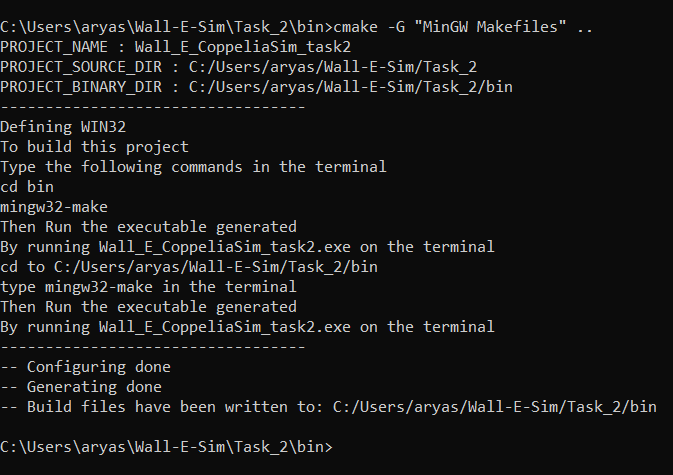 C:\Users\aryas\Wall-E-Sim\Task_2\bin>cmake -G "MinGW Makefiles" ..
PROJECT_NAME : Wall_E_CoppeliaSim_task2
PROJECT_SOURCE_DIR : C:/Users/aryas/Wall-E-Sim/Task_2
PROJECT_BINARY_DIR : C:/Users/aryas/Wall-E-Sim/Task_2/bin
----------------------------------
Defining WIN32
To build this project
Type the following commands in the terminal
cd bin
mingw32-make
Then Run the executable generated
By running Wall_E_CoppeliaSim_task2.exe on the terminal
cd to C:/Users/aryas/Wall-E-Sim/Task_2/bin
type mingw32-make in the terminal
Then Run the executable generated
By running Wall_E_CoppeliaSim_task2.exe on the terminal
----------------------------------
-- Configuring done
-- Generating done
-- Build files have been written to: C:/Users/aryas/Wall-E-Sim/Task_2/bin
C:\Users\aryas\Wall-E-Sim\Task_2\bin>